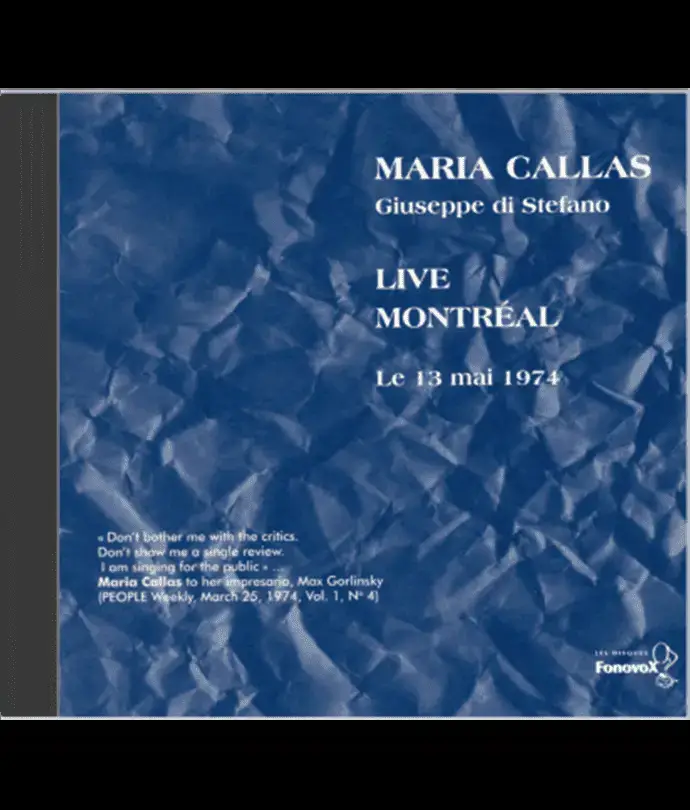 MARIA CALLAS
Giuseppe di Stefano
LIVE
MONTRÉAL
Le 13 mai 1974
« Don't bother me with the critics.
Don't show me a single review.
I am singing for the public » ...
Maria Callas to her impresario, Max Gorlinsky
(PEOPLE Weekly, March 25, 1974, Vol. 1, N° 4)
LES DISQUES
FonovoX